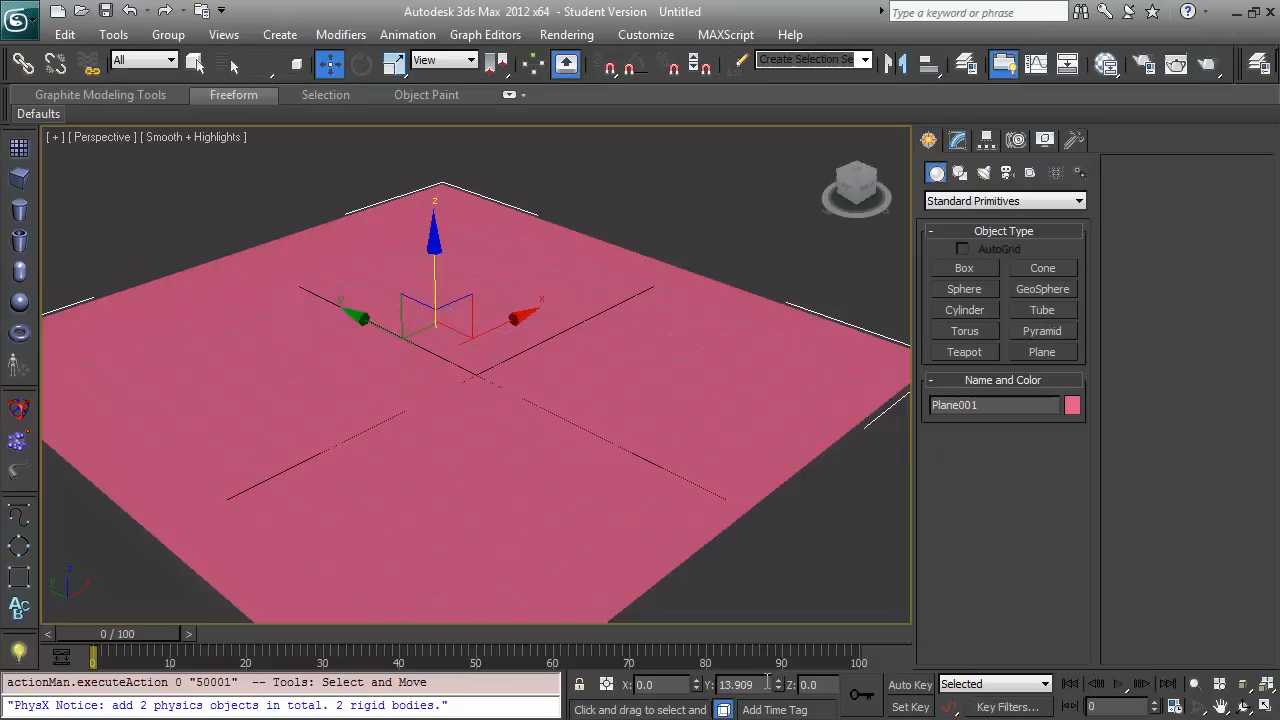 Autodesk 3ds Max 2012 x64 - Student Version Untitled
Type a keyword or phrase
Edit Tools Group Views Create Modifiers Animation Graph Editors Rendering Customize MAXScript Help
All View Create Selection Se
Graphite Modeling Tools Freeform Selection Object Paint
Defaults
[ + ] [ Perspective ] [ Smooth + Highlights ]
z
y
x
z
y
x
Standard Primitives
- Object Type
AutoGrid
Box Cone
Sphere GeoSphere
Cylinder Tube
Torus Pyramid
Teapot Plane
- Name and Color
Plane001
< 0 / 100 >
0 10 20 30 40 50 60 70 80 90 100
actionMan.executeAction 0 "50001" -- Tools: Select and Move
"PhysX Notice: add 2 physics objects in total. 2 rigid bodies."
X: 0.0 Y: 13.909 Z: 0.0
Click and drag to select and Add Time Tag
Auto Key Selected
Set Key Key Filters... 0